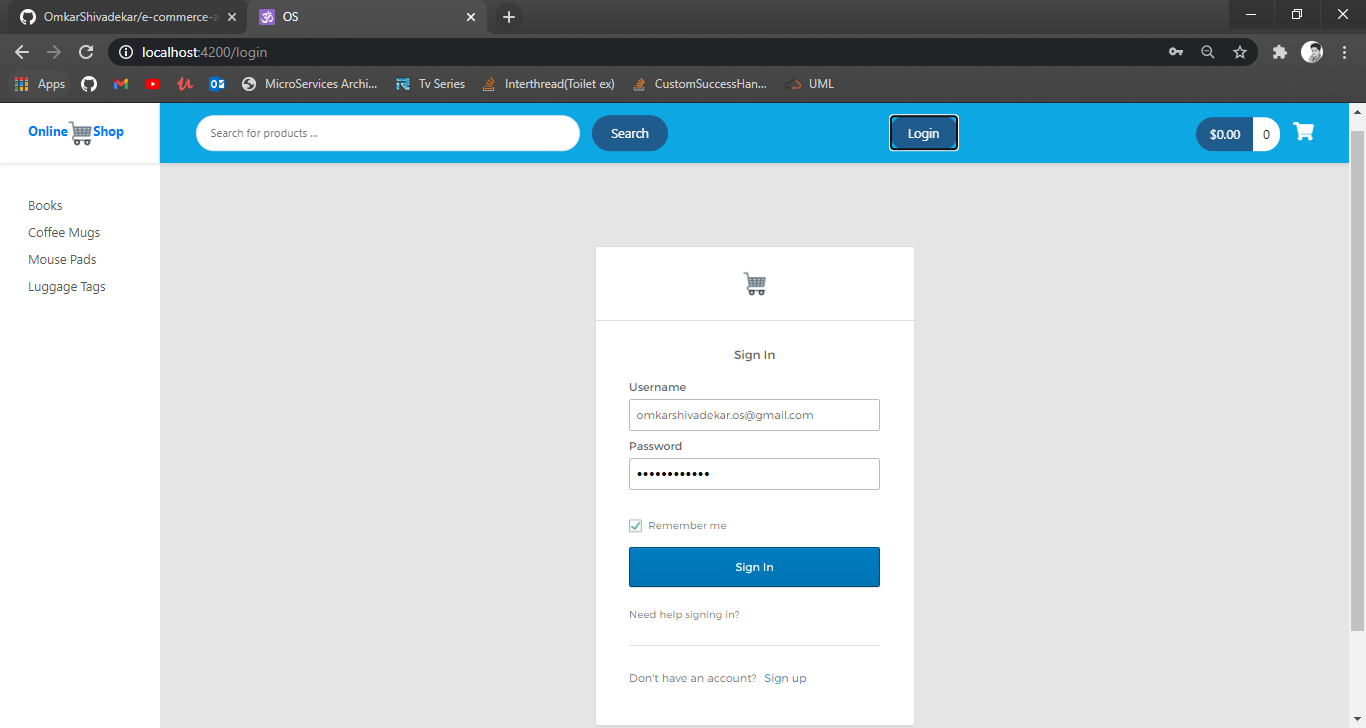 OmkarShivadekar/e-commerce-a
OS
localhost:4200/login
Apps
MicroServices Archi...
Tv Series
Interthread(Toilet ex)
CustomSuccessHan...
UML
Online Shop
Search for products ...
Search
Login
$0.00
0
Books
Coffee Mugs
Mouse Pads
Luggage Tags
Sign In
Username
omkarshivadekar.os@gmail.com
Password
••••••••••••
Remember me
Sign In
Need help signing in?
Don't have an account? Sign up